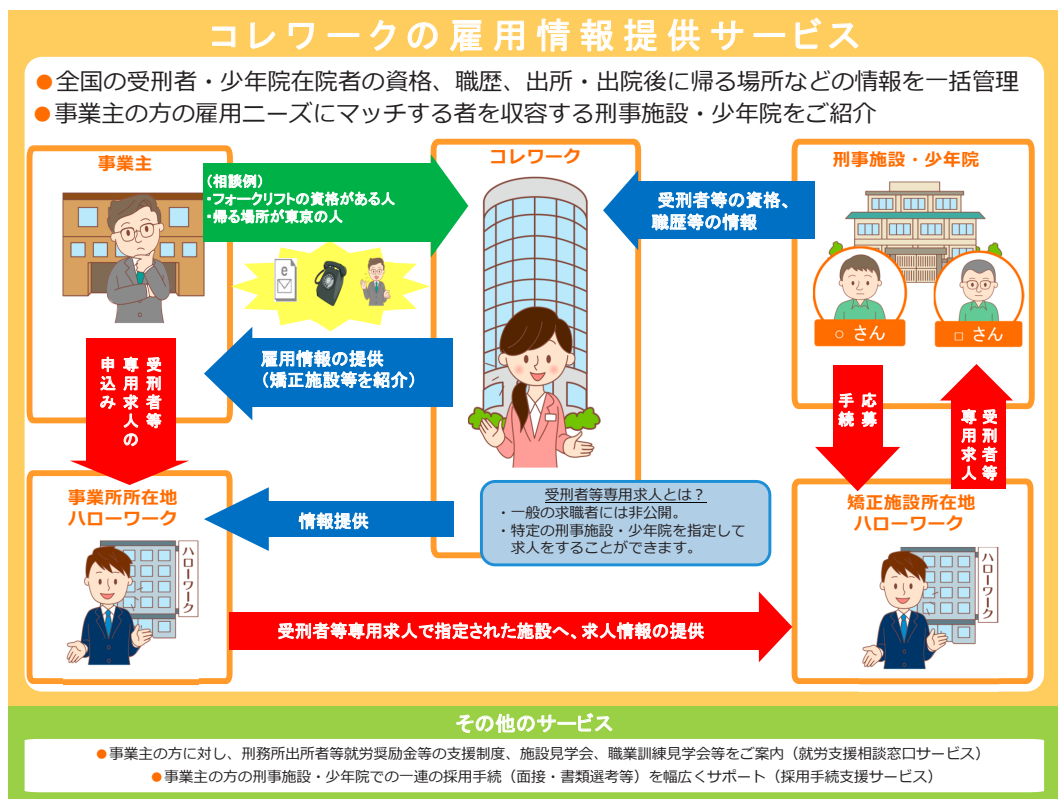 コレワークの雇用情報提供サービス
●全国の受刑者・少年院在院者の資格、職歴、出所・出院後に帰る場所などの情報を一括管理
●事業主の方の雇用ニーズにマッチする者を収容する刑事施設・少年院をご紹介
事業主
(相談例)
・フォークリフトの資格がある人
・帰る場所が東京の人
コレワーク
受刑者等の資格、
職歴等の情報
刑事施設・少年院
e
○ さん
□ さん
雇用情報の提供
(矯正施設等を紹介)
受刑者等
専用求人の
申込み
応募
手続
受刑者等
専用求人
事業所所在地
ハローワーク
ハローワーク
情報提供
受刑者等専用求人とは？
・一般の求職者には非公開。
・特定の刑事施設・少年院を指定して
求人をすることができます。
矯正施設所在地
ハローワーク
ハローワーク
受刑者等専用求人で指定された施設へ、求人情報の提供
その他のサービス
●事業主の方に対し、刑務所出所者等就労奨励金等の支援制度、施設見学会、職業訓練見学会等をご案内（就労支援相談窓口サービス）
●事業主の方の刑事施設・少年院での一連の採用手続（面接・書類選考等）を幅広くサポート（採用手続支援サービス）